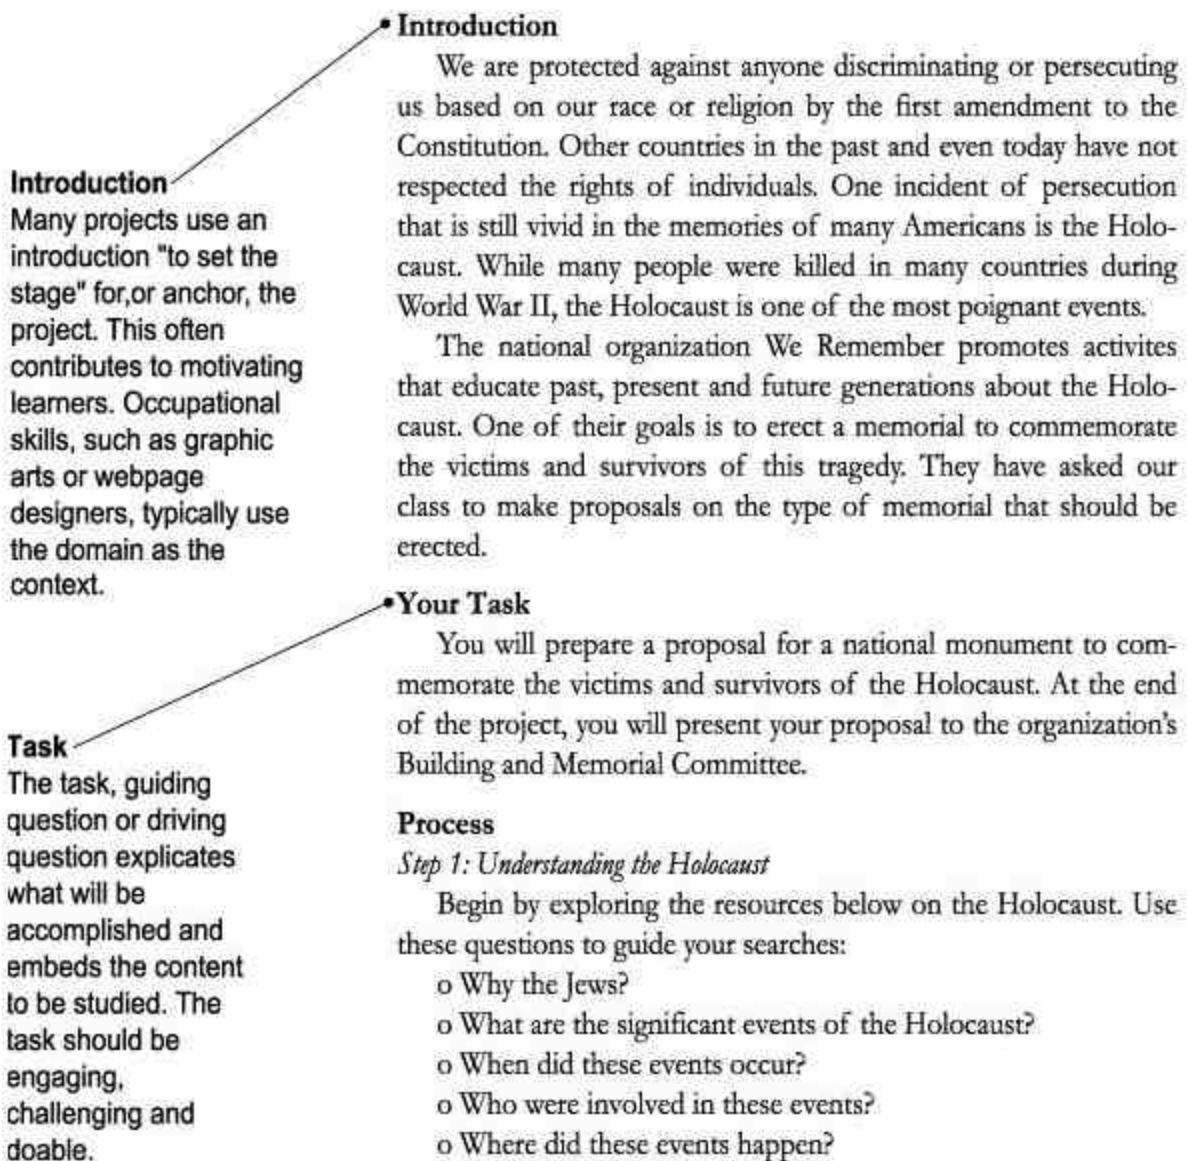 Introduction
We are protected against anyone discriminating or persecuting
us based on our race or religion by the first amendment to the
Constitution. Other countries in the past and even today have not
respected the rights of individuals. One incident of persecution
that is still vivid in the memories of many Americans is the Holo-
caust. While many people were killed in many countries during
World War II, the Holocaust is one of the most poignant events.
The national organization We Remember promotes activites
that educate past, present and future generations about the Holo-
caust. One of their goals is to erect a memorial to commemorate
the victims and survivors of this tragedy. They have asked our
class to make proposals on the type of memorial that should be
erected.
Introduction
Many projects use an
introduction "to set the
stage" for,or anchor, the
project. This often
contributes to motivating
learners. Occupational
skills, such as graphic
arts or webpage
designers, typically use
the domain as the
context.
Your Task
You will prepare a proposal for a national monument to com-
memorate the victims and survivors of the Holocaust. At the end
of the project, you will present your proposal to the organization's
Building and Memorial Committee.
Task
The task, guiding
question or driving
question explicates
what will be
accomplished and
embeds the content
to be studied. The
task should be
engaging,
challenging and
doable.
Process
Step 1: Understanding the Holocaust
Begin by exploring the resources below on the Holocaust. Use
these questions to guide your searches:
o Why the Jews?
o What are the significant events of the Holocaust?
o When did these events occur?
o Who were involved in these events?
o Where did these events happen?